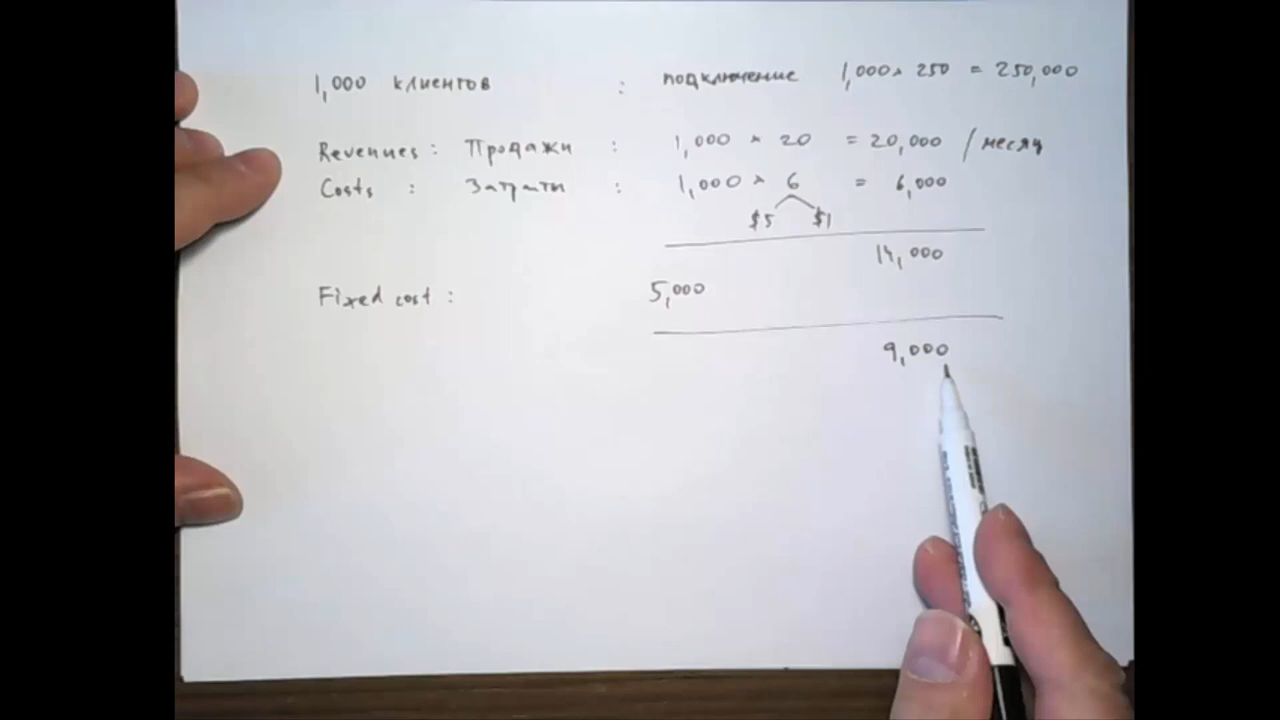 1,000 клиентов : подключение 1,000 × 250 = 250,000
Revenues : Продажи : 1,000 × 20 = 20,000 / месяц
Costs : Затраты : 1,000 × 6 = 6,000
$5 $1
14,000
Fixed cost : 5,000
9,000